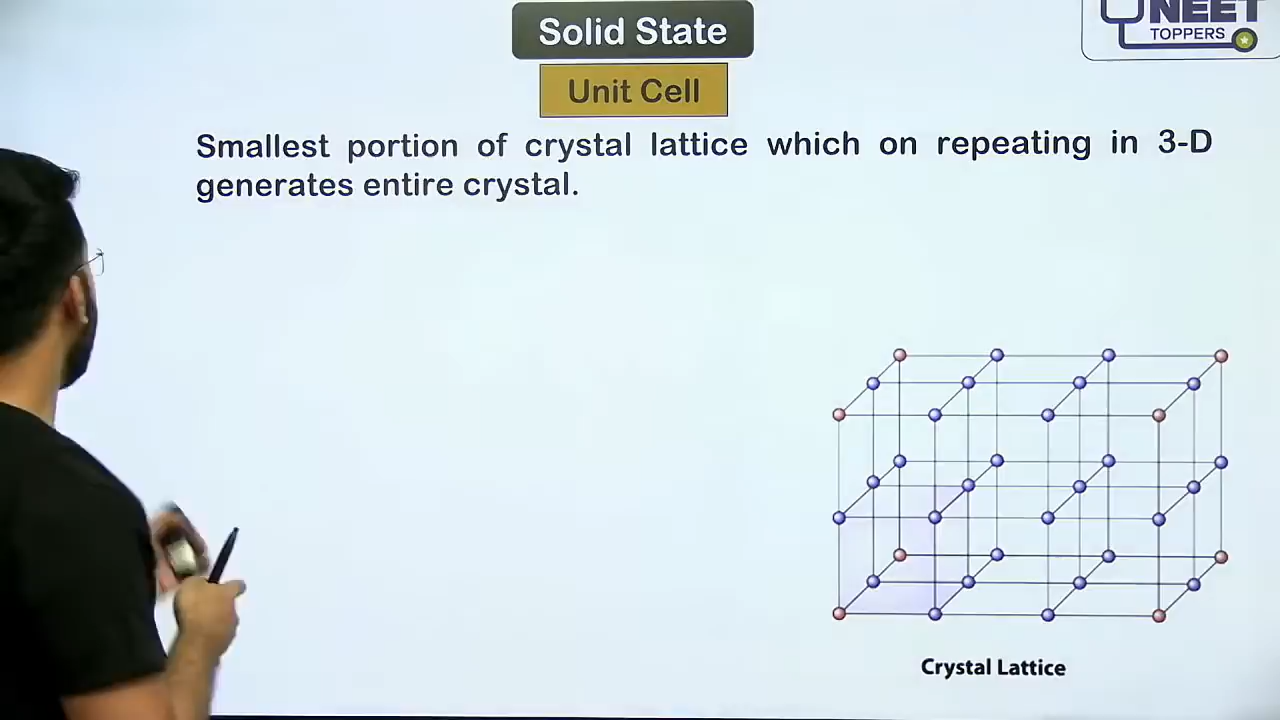 NEET
TOPPERS
Solid State
Unit Cell
Smallest portion of crystal lattice which on repeating in 3-D
generates entire crystal.
Crystal Lattice